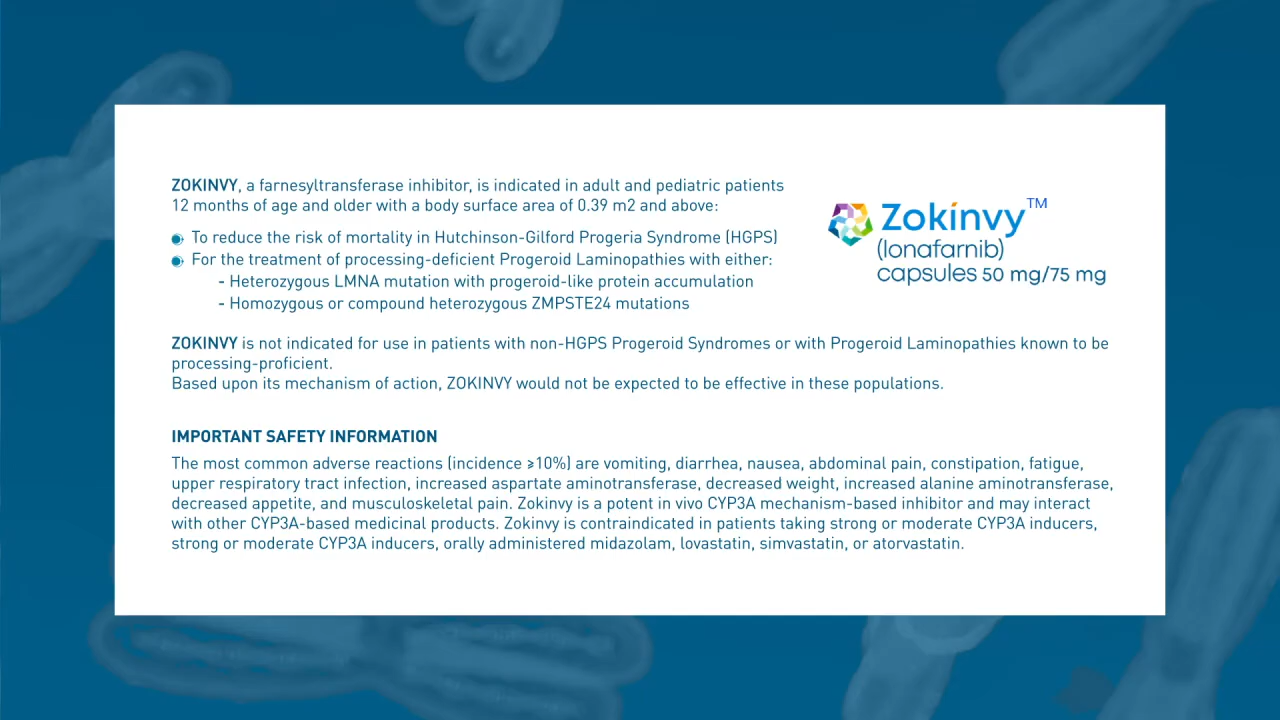 ZOKINVY, a farnesyltransferase inhibitor, is indicated in adult and pediatric patients
12 months of age and older with a body surface area of 0.39 m2 and above:
To reduce the risk of mortality in Hutchinson-Gilford Progeria Syndrome (HGPS)
For the treatment of processing-deficient Progeroid Laminopathies with either:
- Heterozygous LMNA mutation with progeroid-like protein accumulation
- Homozygous or compound heterozygous ZMPSTE24 mutations
Zokinvy™
(lonafarnib)
capsules 50 mg/75 mg
ZOKINVY is not indicated for use in patients with non-HGPS Progeroid Syndromes or with Progeroid Laminopathies known to be
processing-proficient.
Based upon its mechanism of action, ZOKINVY would not be expected to be effective in these populations.
IMPORTANT SAFETY INFORMATION
The most common adverse reactions (incidence ≥10%) are vomiting, diarrhea, nausea, abdominal pain, constipation, fatigue,
upper respiratory tract infection, increased aspartate aminotransferase, decreased weight, increased alanine aminotransferase,
decreased appetite, and musculoskeletal pain. Zokinvy is a potent in vivo CYP3A mechanism-based inhibitor and may interact
with other CYP3A-based medicinal products. Zokinvy is contraindicated in patients taking strong or moderate CYP3A inducers,
strong or moderate CYP3A inducers, orally administered midazolam, lovastatin, simvastatin, or atorvastatin.